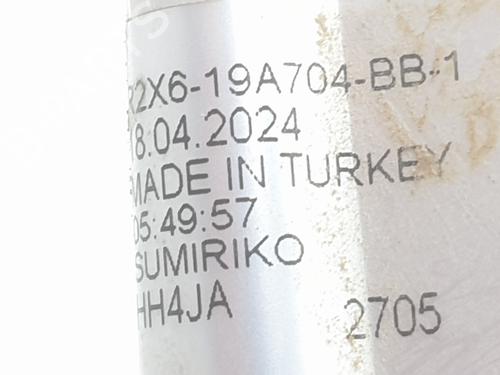 2X6-19A704-BB-1
18.04.2024
MADE IN TURKEY
05:49:57
SUMIRIKO
HH4JA 2705